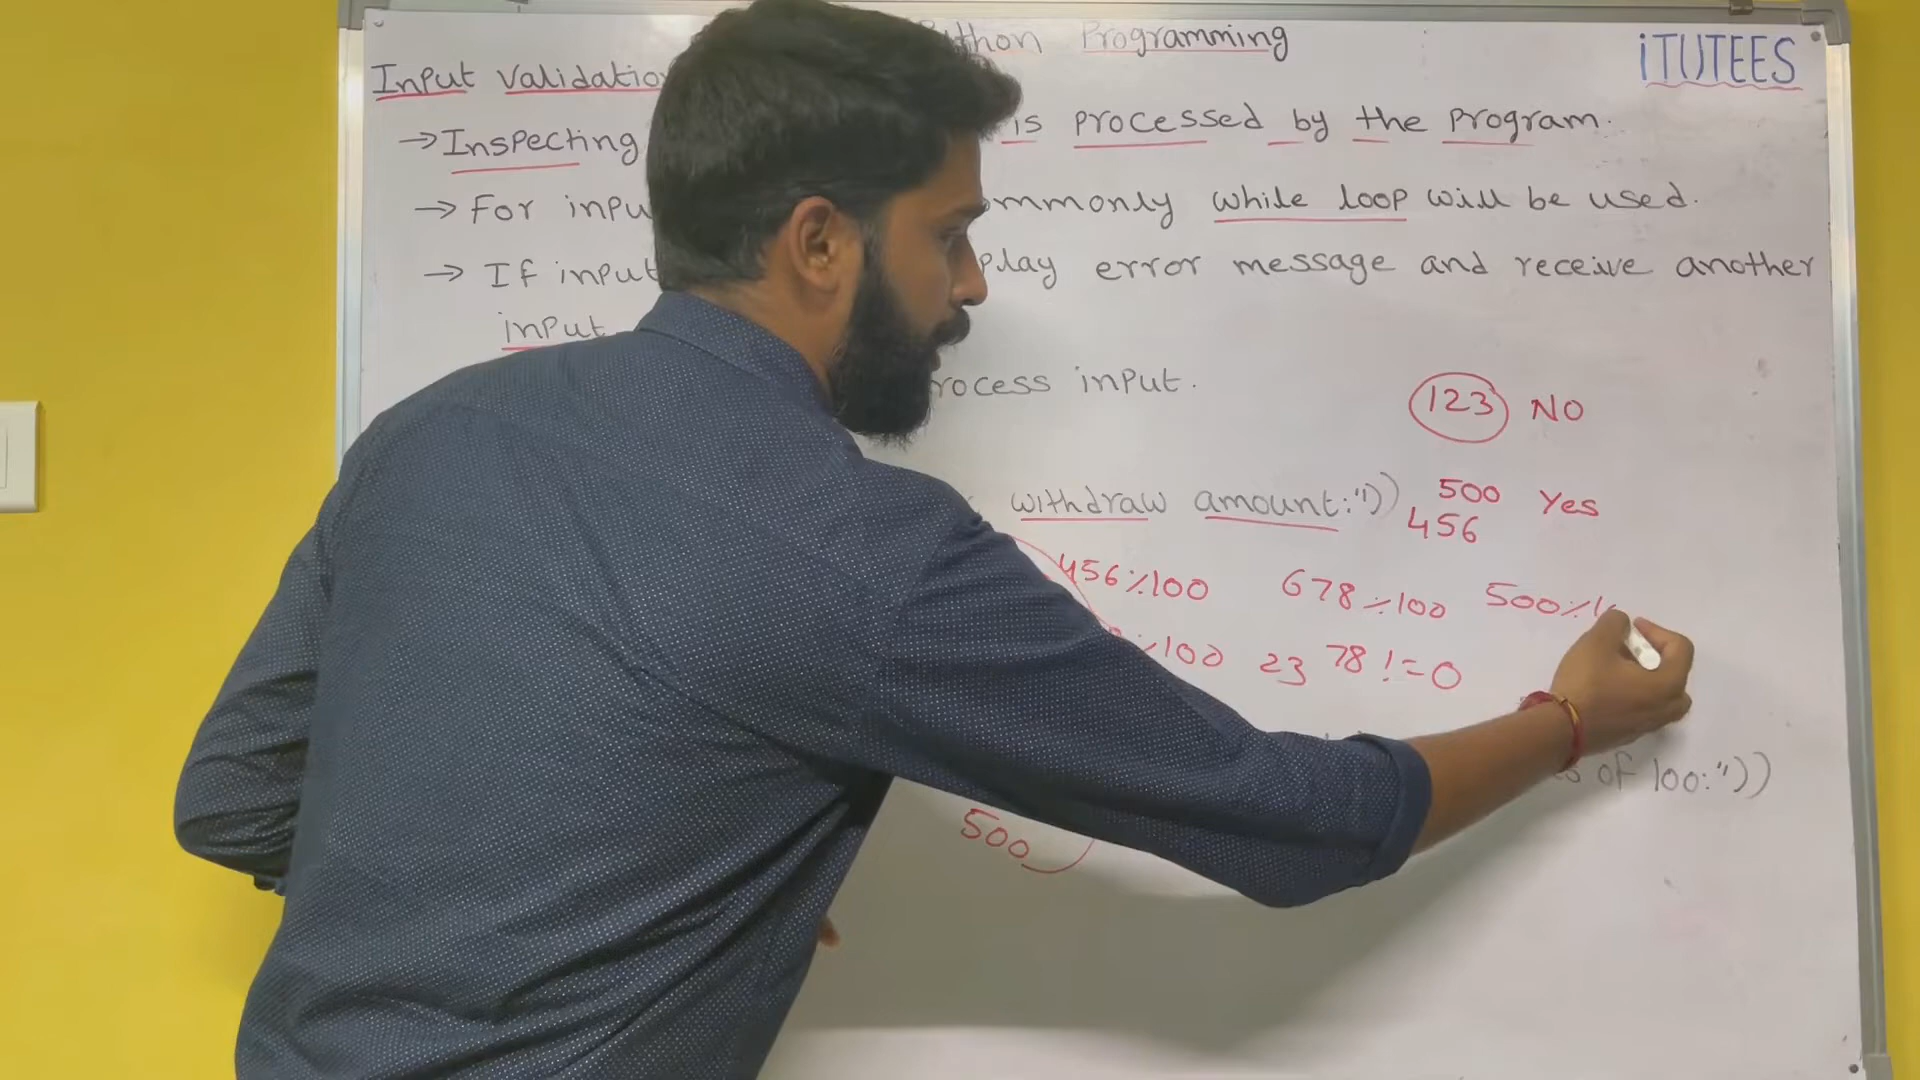 Programming
iTUTEES
Input Validatio
→ Inspecting is processed by the program.
→ For inpu mmonly while loop will be used.
→ If input play error message and receive another
input
rocess input.
123 NO
withdraw amount:"))
500 Yes
456
456%100 678%100 500%1
%100 23 78 != 0
of 100:"))
500